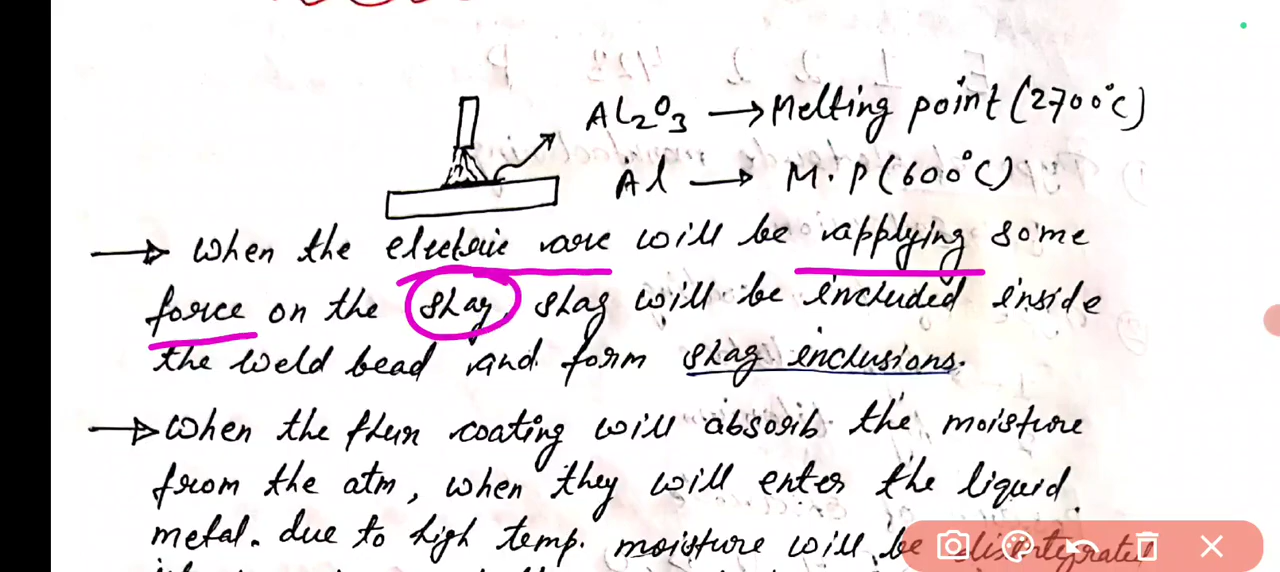 Al2O3 → Melting point (2700°C)
Al → M.P (600°C)
→ When the electric arc will be applying some
force on the slag, slag will be included inside
the weld bead and form slag inclusions.
→ When the flux coating will absorb the moisture
from the atm, when they will enter the liquid
metal. due to high temp. moisture will be disintegrated